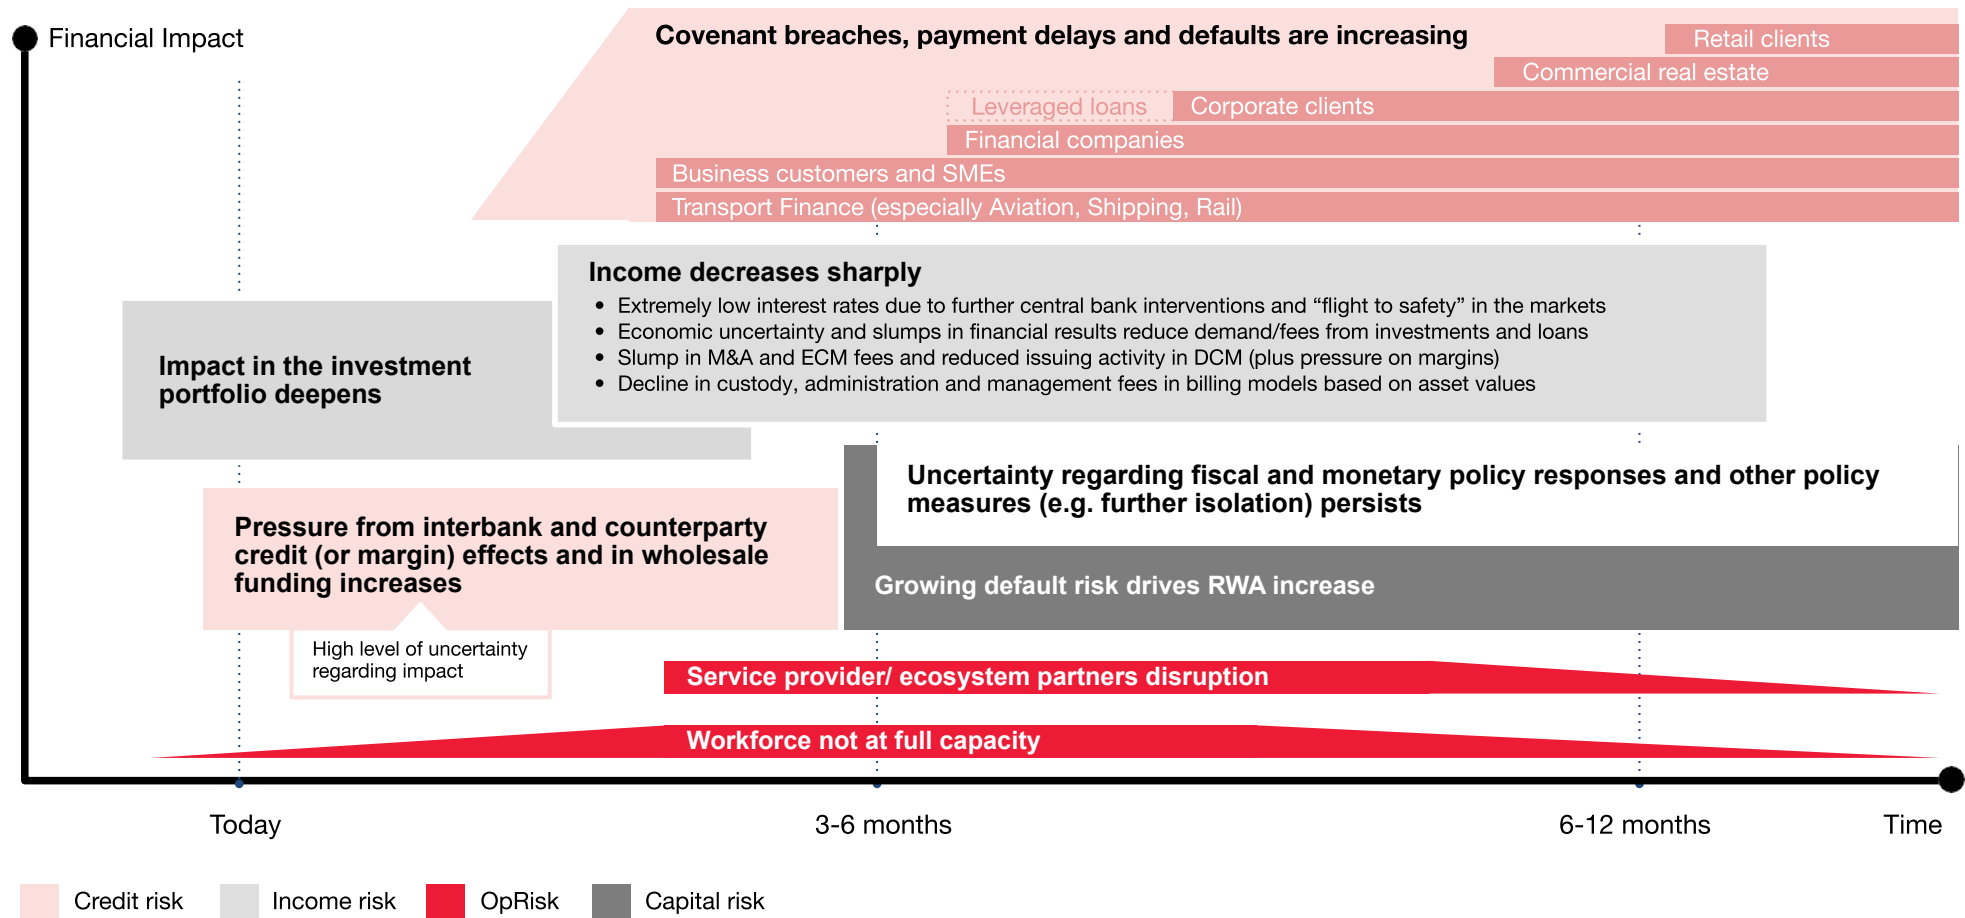 Financial Impact
Covenant breaches, payment delays and defaults are increasing
Retail clients
Commercial real estate
Leveraged loans
Corporate clients
Financial companies
Business customers and SMEs
Transport Finance (especially Aviation, Shipping, Rail)
Income decreases sharply
• Extremely low interest rates due to further central bank interventions and “flight to safety” in the markets
• Economic uncertainty and slumps in financial results reduce demand/fees from investments and loans
• Slump in M&A and ECM fees and reduced issuing activity in DCM (plus pressure on margins)
• Decline in custody, administration and management fees in billing models based on asset values
Impact in the investment
portfolio deepens
Uncertainty regarding fiscal and monetary policy responses and other policy
measures (e.g. further isolation) persists
Pressure from interbank and counterparty
credit (or margin) effects and in wholesale
funding increases
Growing default risk drives RWA increase
High level of uncertainty
regarding impact
Service provider/ ecosystem partners disruption
Workforce not at full capacity
Today
3-6 months
6-12 months
Time
Credit risk
Income risk
OpRisk
Capital risk